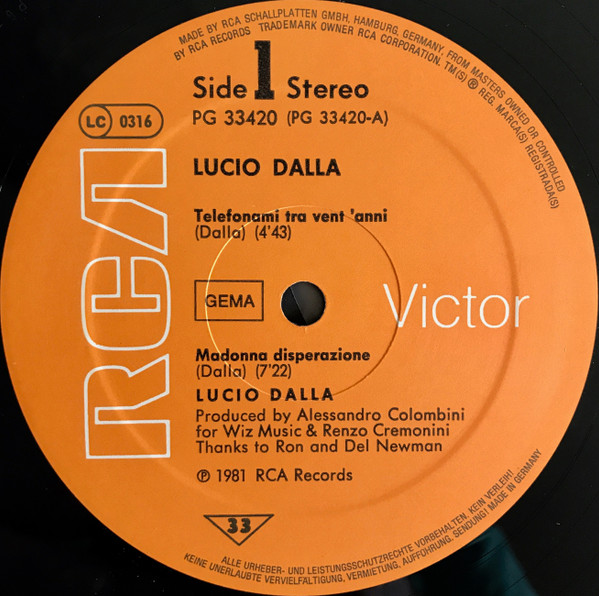 MADE BY RCA SCHALLPLATTEN GMBH, HAMBURG, GERMANY, FROM MASTERS OWNED OR CONTROLLED
BY RCA RECORDS TRADEMARK OWNER RCA CORPORATION. TM(S) ® REG. MARCA(S) REGISTRADA(S)
Side 1 Stereo
PG 33420 (PG 33420-A)
LC 0316
LUCIO DALLA
RCA
Telefonami tra vent 'anni
(Dalla) (4'43)
GEMA
Victor
Madonna disperazione
(Dalla) (7'22)
LUCIO DALLA
Produced by Alessandro Colombini
for Wiz Music & Renzo Cremonini
Thanks to Ron and Del Newman
℗ 1981 RCA Records
33
ALLE URHEBER- UND LEISTUNGSSCHUTZRECHTE VORBEHALTEN. KEIN VERLEIH!
KEINE UNERLAUBTE VERVIELFÄLTIGUNG, VERMIETUNG, AUFFÜHRUNG, SENDUNG! MADE IN GERMANY